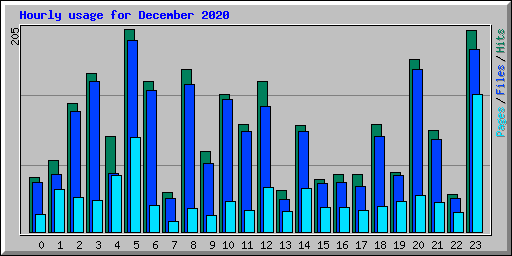 Hourly usage for December 2020
205
Pages/Files/Hits
0 1 2 3 4 5 6 7 8 9 10 11 12 13 14 15 16 17 18 19 20 21 22 23